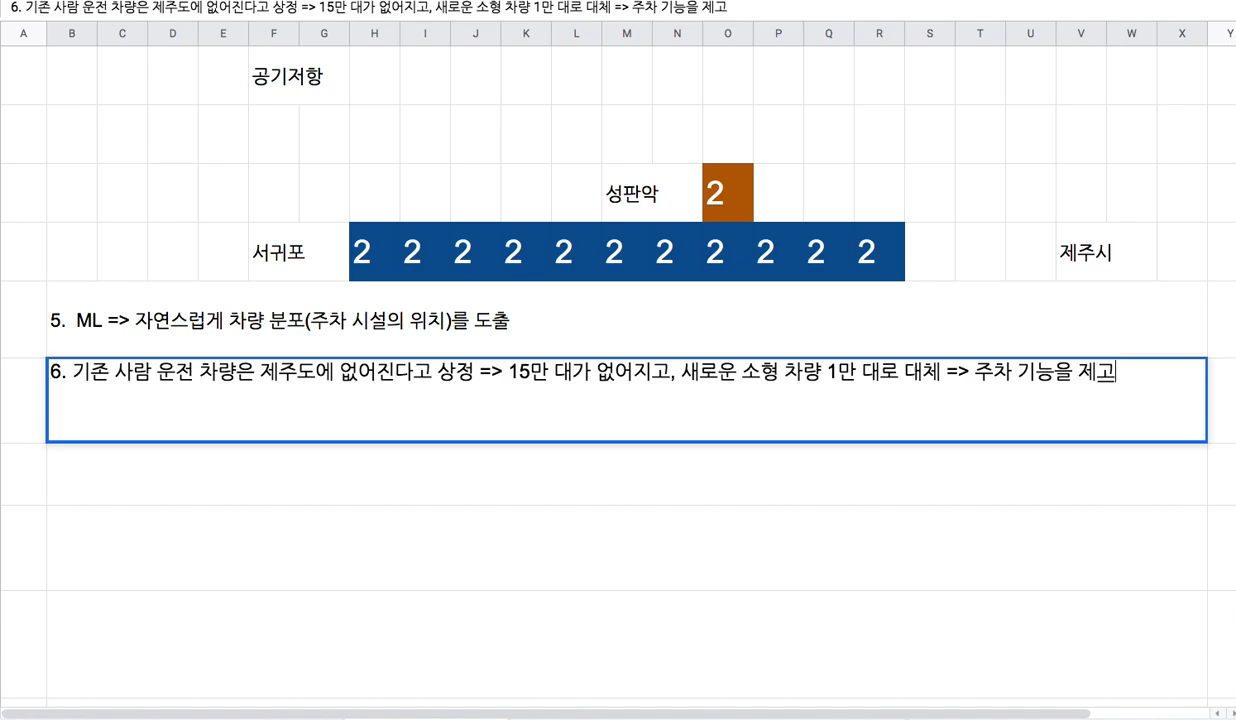 6. 기존 사람 운전 차량은 제주도에 없어진다고 상정 => 15만 대가 없어지고, 새로운 소형 차량 1만 대로 대체 => 주차 기능을 제고
A B C D E F G H I J K L M N O P Q R S T U V W X Y
공기저항
성판악 2
서귀포 2 2 2 2 2 2 2 2 2 2 2 제주시
5. ML => 자연스럽게 차량 분포(주차 시설의 위치)를 도출
6. 기존 사람 운전 차량은 제주도에 없어진다고 상정 => 15만 대가 없어지고, 새로운 소형 차량 1만 대로 대체 => 주차 기능을 제고